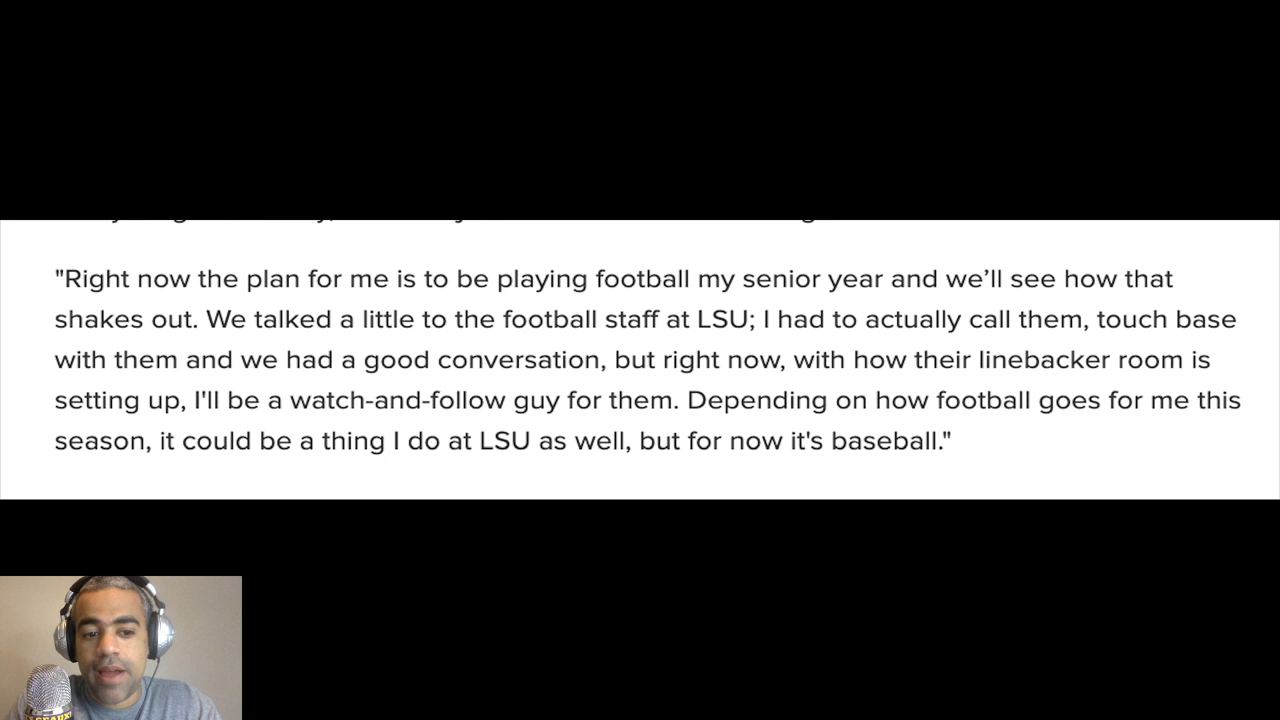 "Right now the plan for me is to be playing football my senior year and we’ll see how that
shakes out. We talked a little to the football staff at LSU; I had to actually call them, touch base
with them and we had a good conversation, but right now, with how their linebacker room is
setting up, I'll be a watch-and-follow guy for them. Depending on how football goes for me this
season, it could be a thing I do at LSU as well, but for now it's baseball."